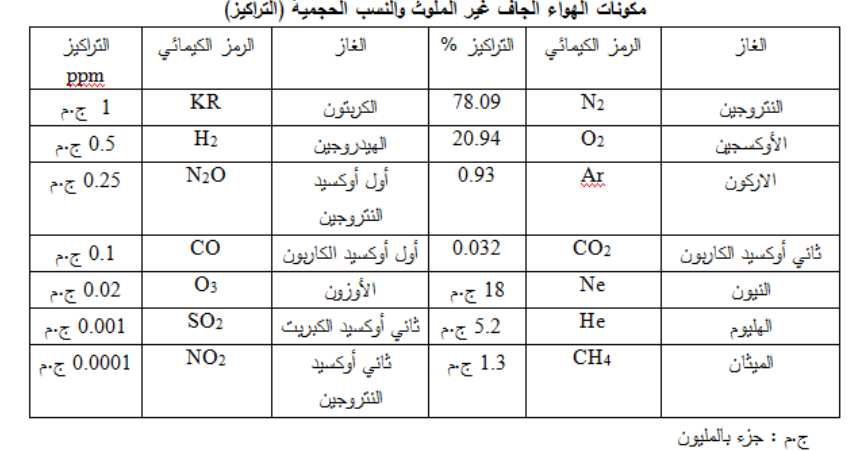 مكونات الهواء الجاف غير الملوث والنسب الحجمية (التراكيز)
الغاز الرمز الكيمائي التراكيز % الغاز الرمز الكيمائي التراكيز
ppm
النتروجين N2 78.09 الكربتون KR 1 ج.م
الأوكسجين O2 20.94 الهيدروجين H2 0.5 ج.م
الاركون Ar 0.93 أول أوكسيد N2O 0.25 ج.م
النتروجين
ثاني أوكسيد الكاربون CO2 0.032 أول أوكسيد الكاربون CO 0.1 ج.م
النيون Ne 18 ج.م الأوزون O3 0.02 ج.م
الهليوم He 5.2 ج.م ثاني أوكسيد الكبريت SO2 0.001 ج.م
الميثان CH4 1.3 ج.م ثاني أوكسيد NO2 0.0001 ج.م
النتروجين
ج.م : جزء بالمليون